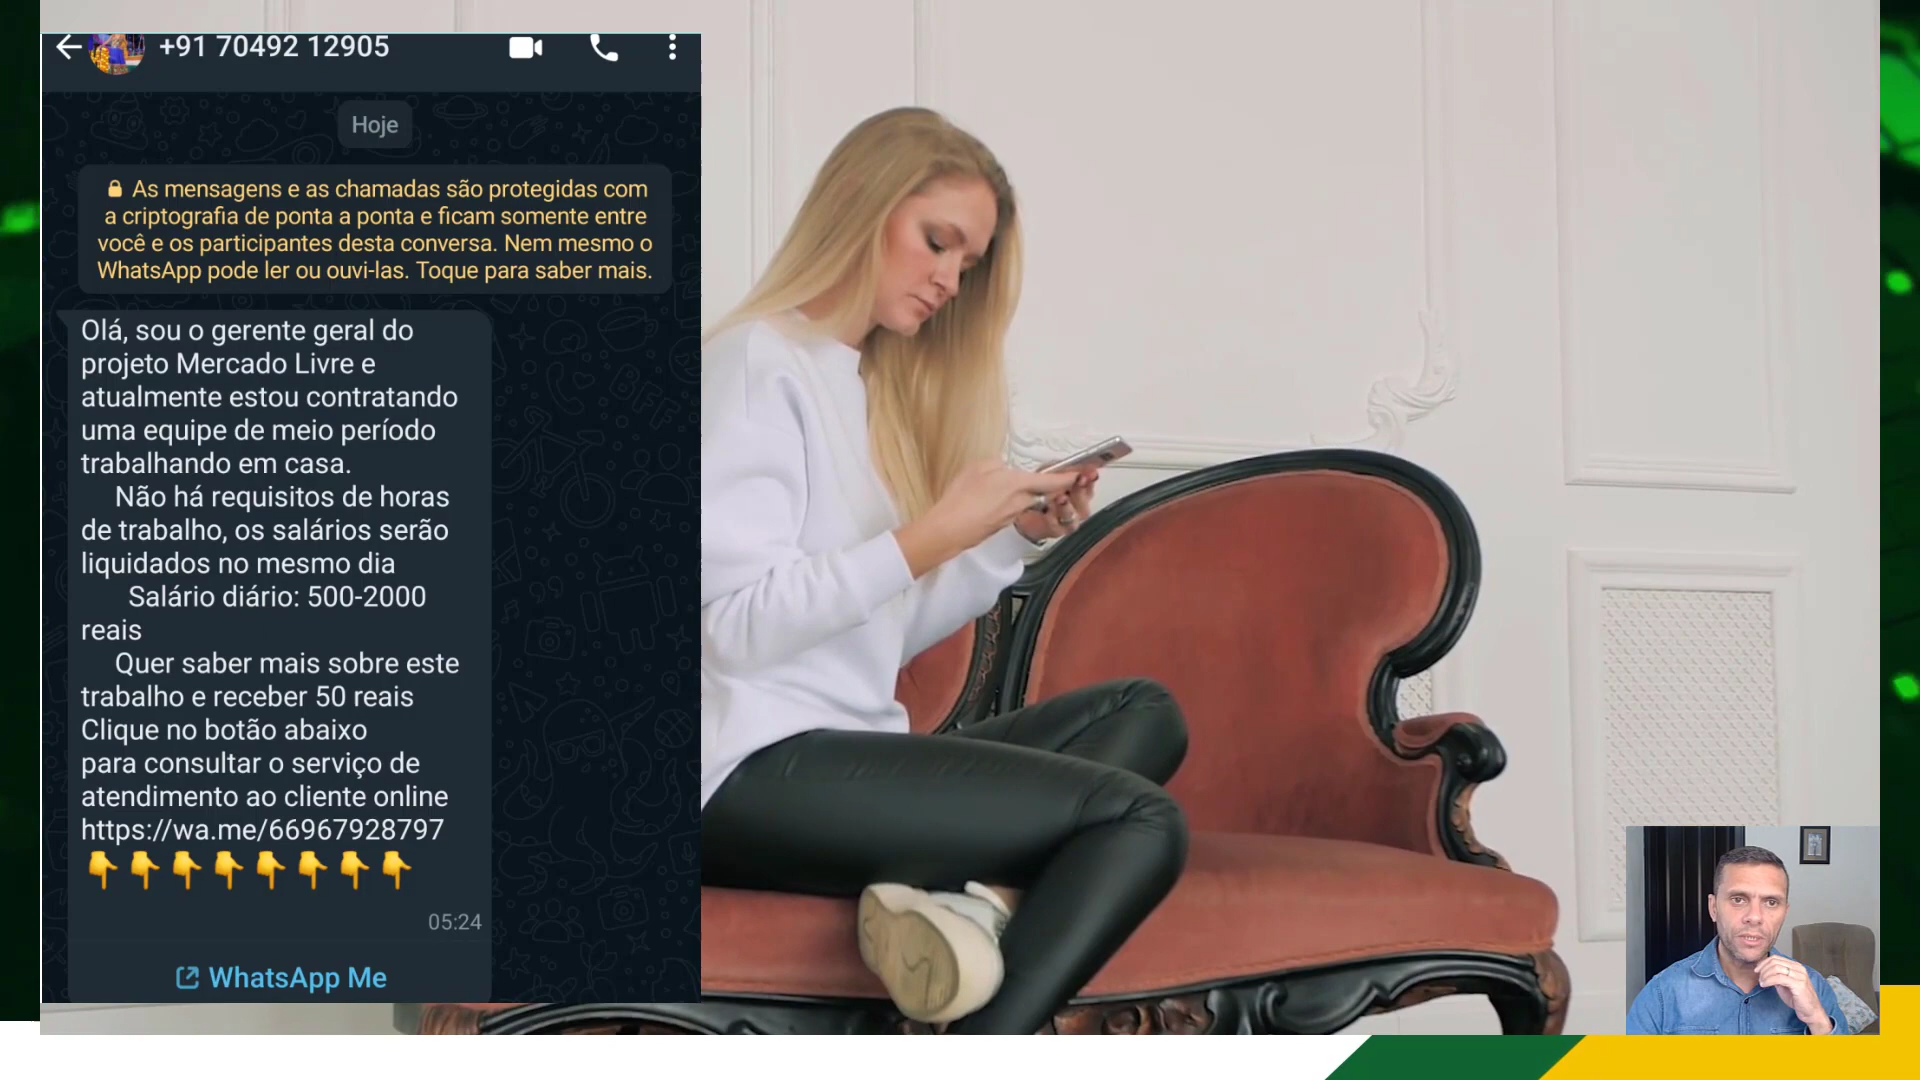 +91 70492 12905
Hoje
As mensagens e as chamadas são protegidas com
a criptografia de ponta a ponta e ficam somente entre
você e os participantes desta conversa. Nem mesmo o
WhatsApp pode ler ou ouvi-las. Toque para saber mais.
Olá, sou o gerente geral do
projeto Mercado Livre e
atualmente estou contratando
uma equipe de meio período
trabalhando em casa.
Não há requisitos de horas
de trabalho, os salários serão
liquidados no mesmo dia
Salário diário: 500-2000
reais
Quer saber mais sobre este
trabalho e receber 50 reais
Clique no botão abaixo
para consultar o serviço de
atendimento ao cliente online
https://wa.me/66967928797
👇👇👇👇👇👇👇👇
05:24
WhatsApp Me